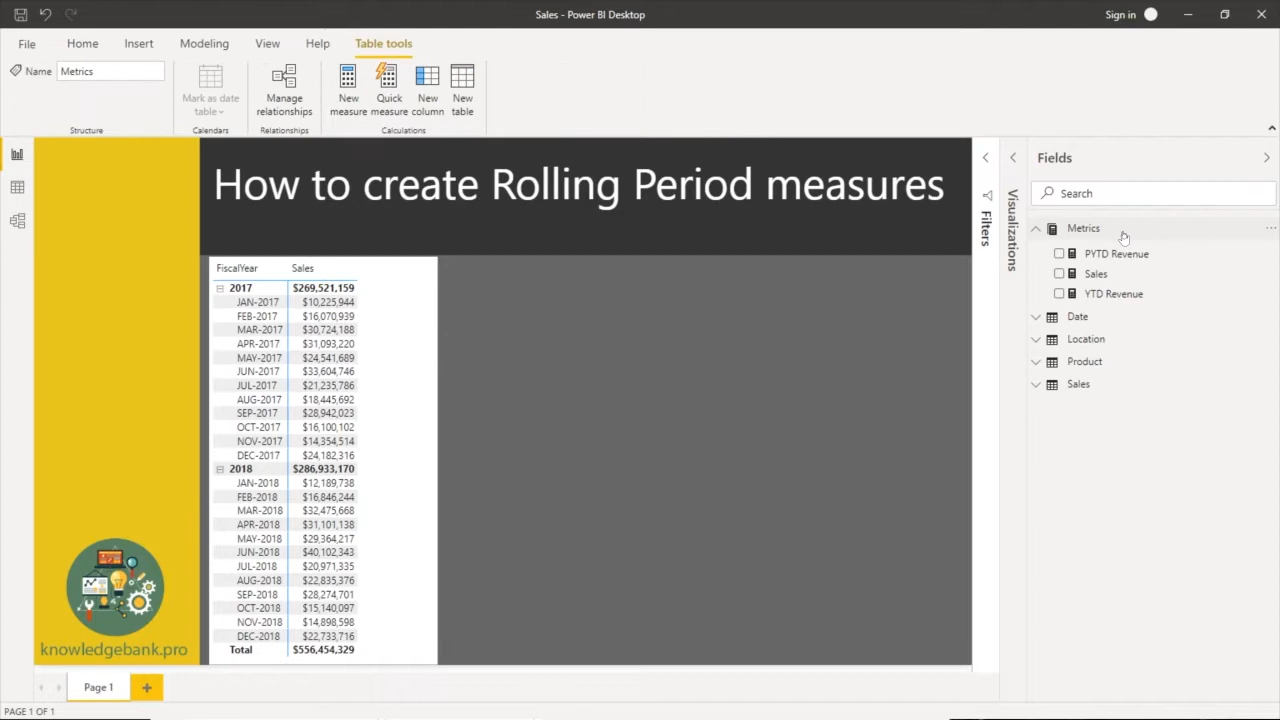 Sales - Power BI Desktop
Sign in
File Home Insert Modeling View Help Table tools
Name Metrics
Mark as date table
Manage relationships
New measure
Quick measure
New column
New table
Structure Calendars Relationships Calculations
How to create Rolling Period measures
FiscalYear Sales
2017 $269,521,159
JAN-2017 $10,225,944
FEB-2017 $16,070,939
MAR-2017 $30,724,188
APR-2017 $31,093,220
MAY-2017 $24,541,689
JUN-2017 $33,604,746
JUL-2017 $21,235,786
AUG-2017 $18,445,692
SEP-2017 $28,942,023
OCT-2017 $16,100,102
NOV-2017 $14,354,514
DEC-2017 $24,182,316
2018 $286,933,170
JAN-2018 $12,189,738
FEB-2018 $16,846,244
MAR-2018 $32,475,668
APR-2018 $31,101,138
MAY-2018 $29,364,217
JUN-2018 $40,102,343
JUL-2018 $20,971,335
AUG-2018 $22,835,376
SEP-2018 $28,274,701
OCT-2018 $15,140,097
NOV-2018 $14,898,598
DEC-2018 $22,733,716
Total $556,454,329
knowledgebank.pro
Filters
Visualizations
Fields
Search
Metrics
PYTD Revenue
Sales
YTD Revenue
Date
Location
Product
Sales
Page 1
PAGE 1 OF 1